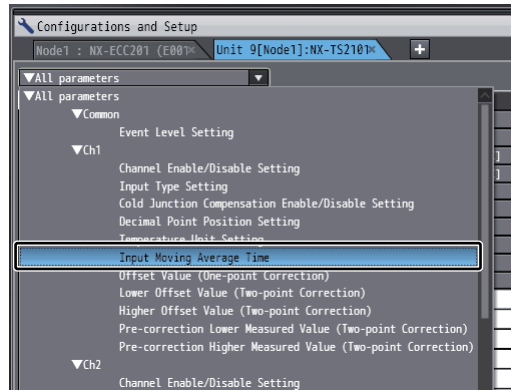 Configurations and Setup
Node1 : NX-ECC201 (E001 Unit 9[Node1]:NX-TS2101
▼All parameters
▼All parameters
▼Common
Event Level Setting
▼Ch1
Channel Enable/Disable Setting
Input Type Setting
Cold Junction Compensation Enable/Disable Setting
Decimal Point Position Setting
Temperature Unit Setting
Input Moving Average Time
Offset Value (One-point Correction)
Lower Offset Value (Two-point Correction)
Higher Offset Value (Two-point Correction)
Pre-correction Lower Measured Value (Two-point Correction)
Pre-correction Higher Measured Value (Two-point Correction)
▼Ch2
Channel Enable/Disable Setting